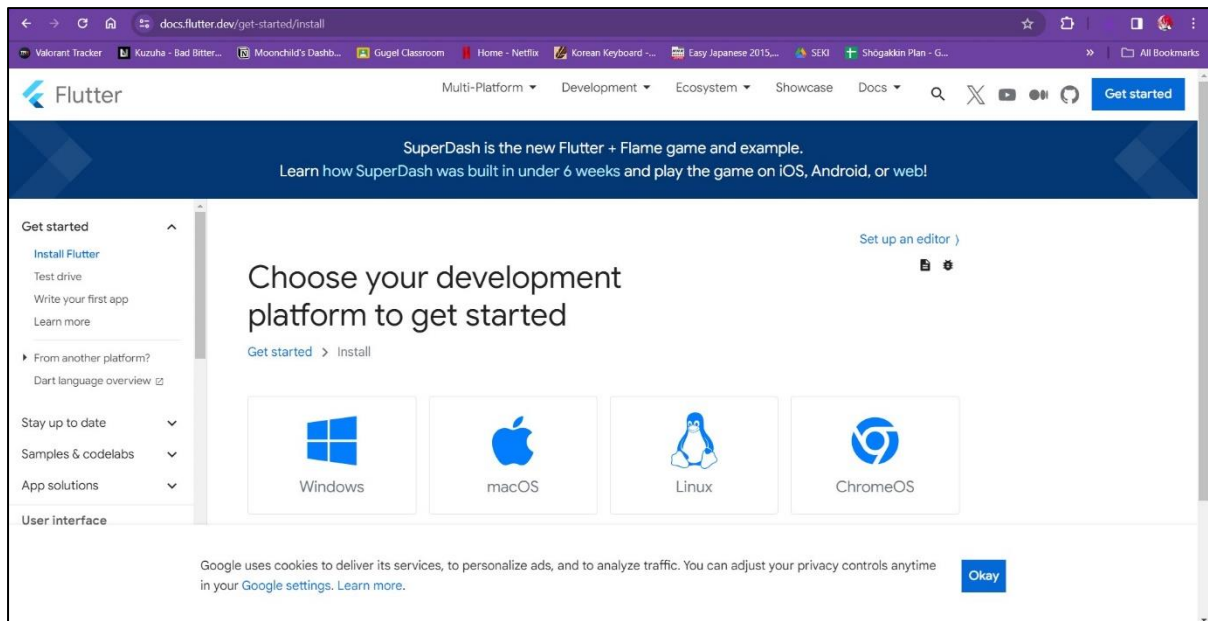 docs.flutter.dev/get-started/install
Valorant Tracker Kuzuha - Bad Bitter... Moonchild's Dashb... Gugel Classroom Home - Netflix Korean Keyboard -... Easy Japanese 2015,... SEKI Shōgakkin Plan - G... » All Bookmarks
Flutter Multi-Platform Development Ecosystem Showcase Docs Get started
SuperDash is the new Flutter + Flame game and example.
Learn how SuperDash was built in under 6 weeks and play the game on iOS, Android, or web!
Get started
Install Flutter
Test drive
Write your first app
Learn more
From another platform?
Dart language overview
Stay up to date
Samples & codelabs
App solutions
User interface
Set up an editor
Choose your development
platform to get started
Get started > Install
Windows macOS Linux ChromeOS
Google uses cookies to deliver its services, to personalize ads, and to analyze traffic. You can adjust your privacy controls anytime
in your Google settings. Learn more.
Okay